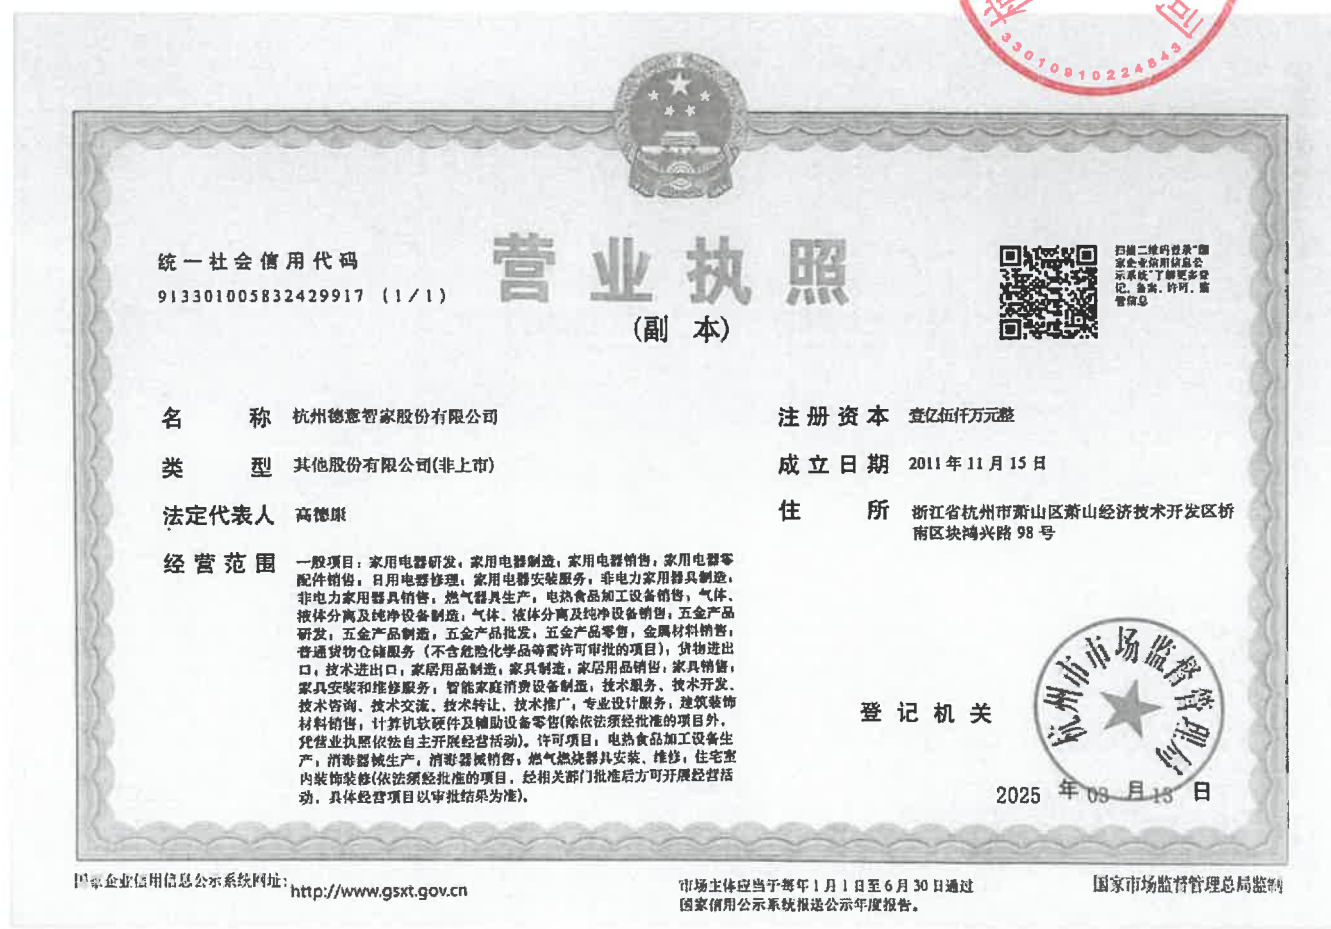 33010910224843
营业执照
(副 本)
统一社会信用代码
913301005832429917 (1/1)
扫描二维码登录“国
家企业信用信息公
示系统”了解更多登
记、备案、许可、监
管信息
名 称 杭州德意智家股份有限公司
类 型 其他股份有限公司(非上市)
法定代表人 高德康
经营范围 一般项目：家用电器研发；家用电器制造；家用电器销售；家用电器零
配件销售；日用电器修理；家用电器安装服务；非电力家用器具制造；
非电力家用器具销售；燃气器具生产；电热食品加工设备销售；气体、
液体分离及纯净设备制造；气体、液体分离及纯净设备销售；五金产品
研发；五金产品制造；五金产品批发；五金产品零售；金属材料销售；
普通货物仓储服务（不含危险化学品等需许可审批的项目）；货物进出
口；技术进出口；家居用品制造；家具制造；家居用品销售；家具销售；
家具安装和维修服务；智能家庭消费设备制造；技术服务、技术开发、
技术咨询、技术交流、技术转让、技术推广；专业设计服务；建筑装饰
材料销售；计算机软硬件及辅助设备零售(除依法须经批准的项目外，
凭营业执照依法自主开展经营活动)。许可项目：电热食品加工设备生
产；消毒器械生产；消毒器械销售；燃气燃烧器具安装、维修；住宅室
内装饰装修(依法须经批准的项目，经相关部门批准后方可开展经营活
动，具体经营项目以审批结果为准)。
注册资本 壹亿伍仟万元整
成立日期 2011年11月15日
住 所 浙江省杭州市萧山区萧山经济技术开发区桥
南区块鸿兴路98号
登记机关
杭州市市场监督管理局
2025 年 03 月 13 日
国家企业信用信息公示系统网址：http://www.gsxt.gov.cn
市场主体应当于每年1月1日至6月30日通过
国家信用公示系统报送公示年度报告。
国家市场监督管理总局监制